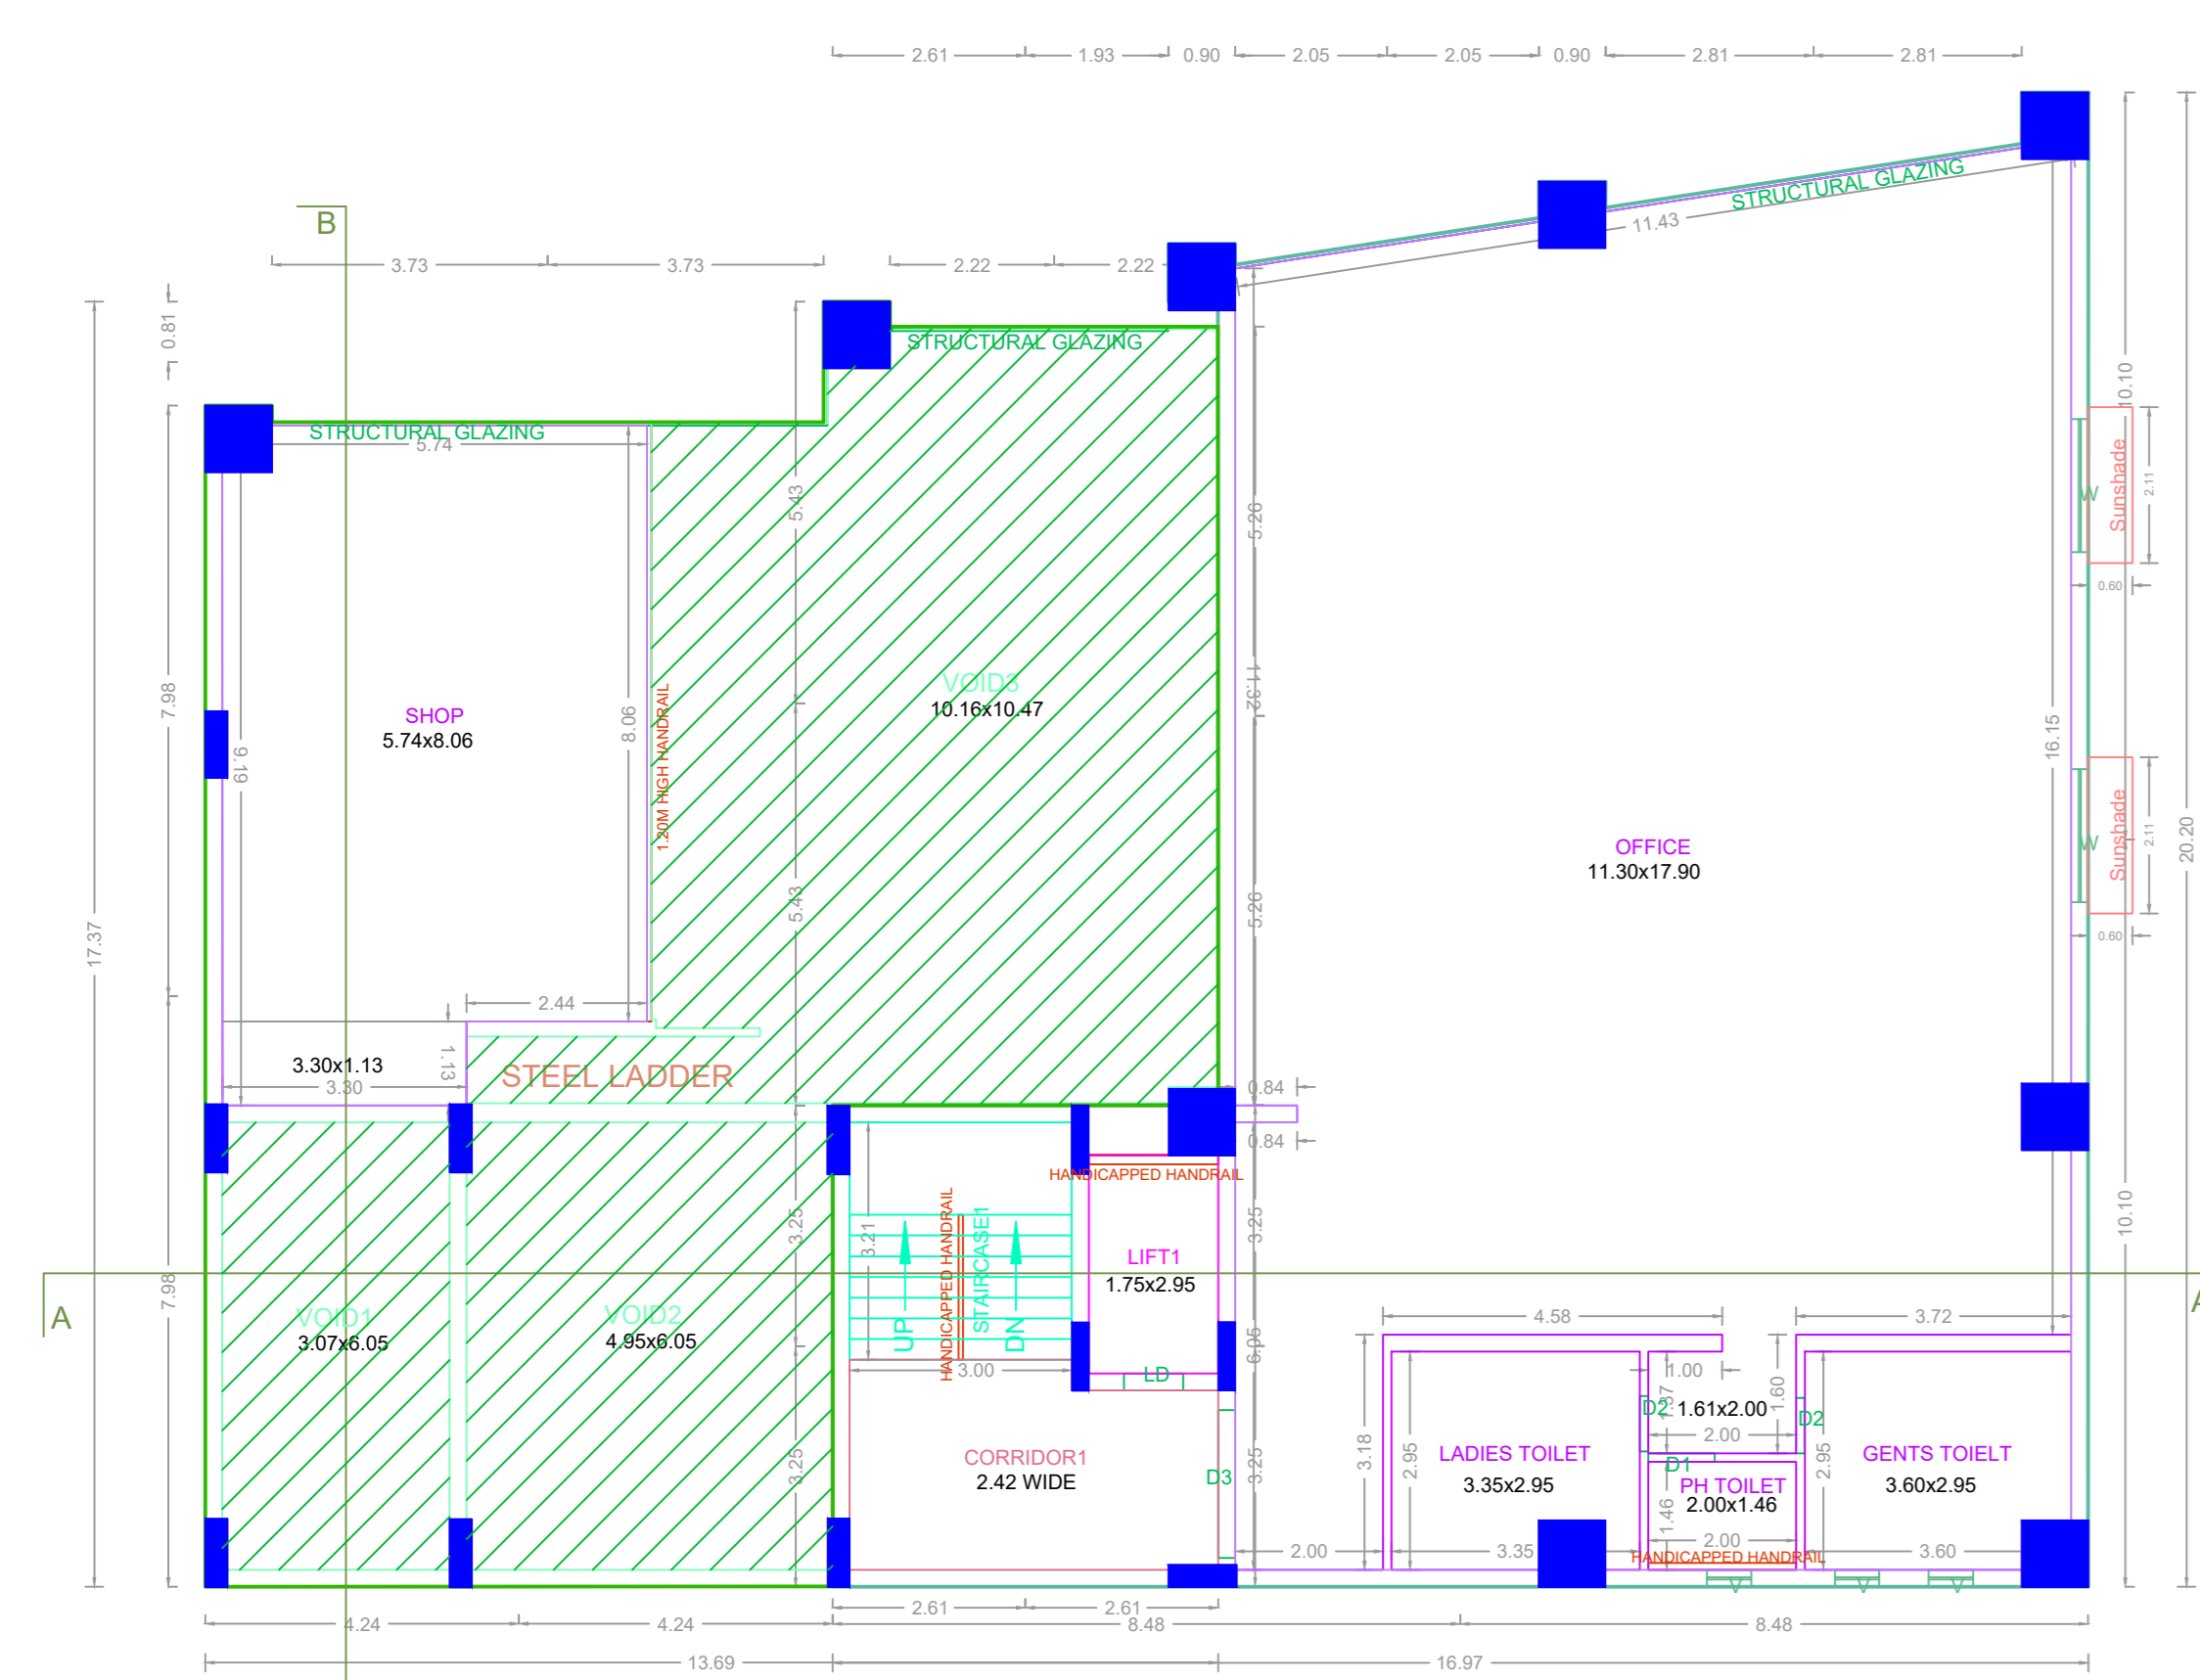 2.61
1.93
0.90
2.05
2.05
0.90
2.81
2.81
STRUCTURAL GLAZING
11.43
B
3.73
3.73
2.22
2.22
0.81
STRUCTURAL GLAZING
10.10
STRUCTURAL GLAZING
5.74
Sunshade
W
2.11
5.43
5.26
0.60
VOID3
10.16x10.47
11.32
SHOP
5.74x8.06
8.06
1.20M HIGH HANDRAIL
7.98
9.19
16.15
Sunshade
W
2.11
20.20
OFFICE
11.30x17.90
5.43
5.26
17.37
0.60
2.44
3.30x1.13
3.30
1.13
STEEL LADDER
0.84
0.84
HANDICAPPED HANDRAIL
3.25
3.21
HANDICAPPED HANDRAIL
STAIRCASE1
UP
DN
3.25
10.10
LIFT1
1.75x2.95
A
A
7.98
VOID1
3.07x6.05
VOID2
4.95x6.05
6.05
3.00
LD
4.58
3.72
1.00
1.37
1.60
D2
1.61x2.00
D2
2.00
CORRIDOR1
2.42 WIDE
D3
3.25
3.25
3.18
2.95
LADIES TOILET
3.35x2.95
D1
PH TOILET
2.00x1.46
1.46
2.95
GENTS TOIELT
3.60x2.95
2.00
2.00
3.35
3.60
HANDICAPPED HANDRAIL
V
V
V
2.61
2.61
4.24
4.24
8.48
8.48
13.69
16.97